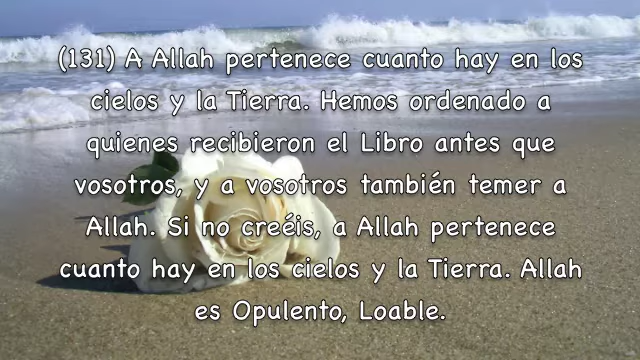 (131) A Allah pertenece cuanto hay en los
cielos y la Tierra. Hemos ordenado a
quienes recibieron el Libro antes que
vosotros, y a vosotros también temer a
Allah. Si no creéis, a Allah pertenece
cuanto hay en los cielos y la Tierra. Allah
es Opulento, Loable.